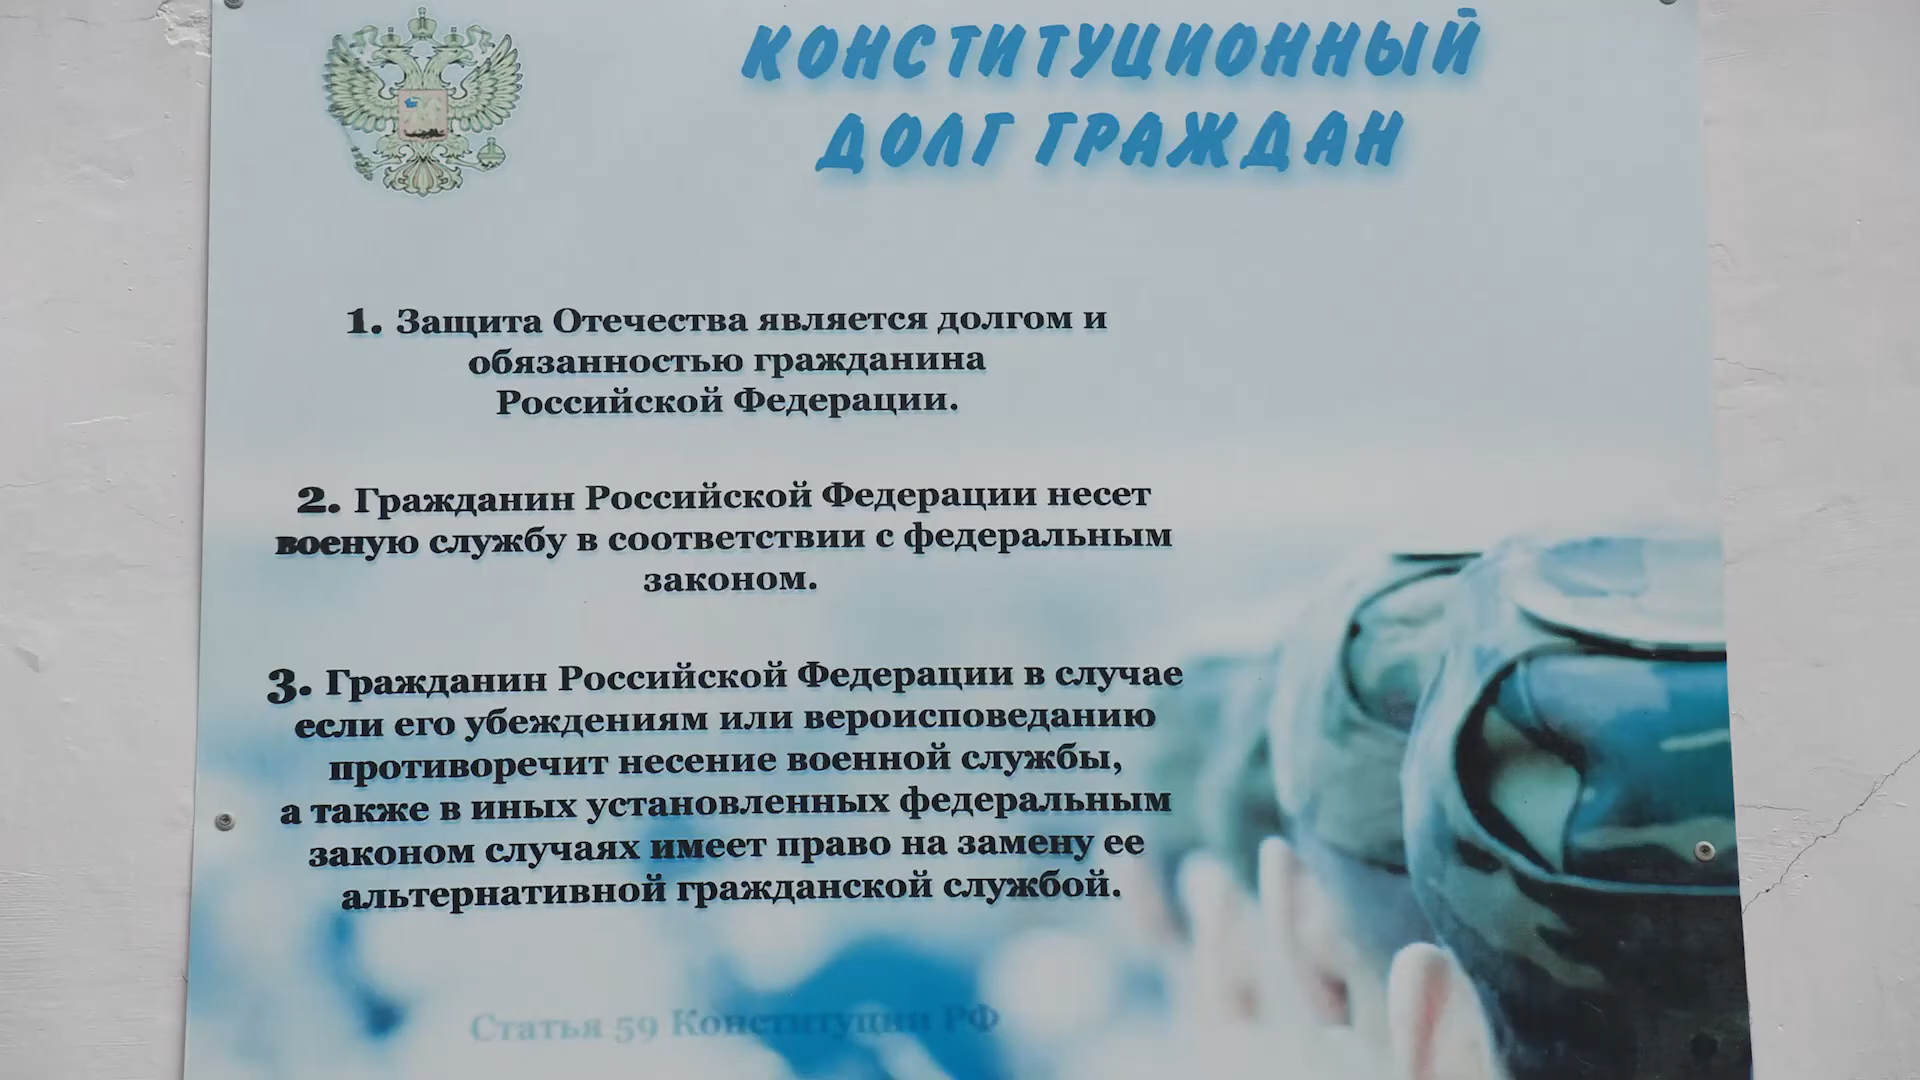 КОНСТИТУЦИОННЫЙ
ДОЛГ ГРАЖДАН
1. Защита Отечества является долгом и
обязанностью гражданина
Российской Федерации.
2. Гражданин Российской Федерации несет
военую службу в соответствии с федеральным
законом.
3. Гражданин Российской Федерации в случае
если его убеждениям или вероисповеданию
противоречит несение военной службы,
а также в иных установленных федеральным
законом случаях имеет право на замену ее
альтернативной гражданской службой.
Статья 59 Конституции РФ